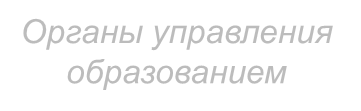 Органы управления
образованием